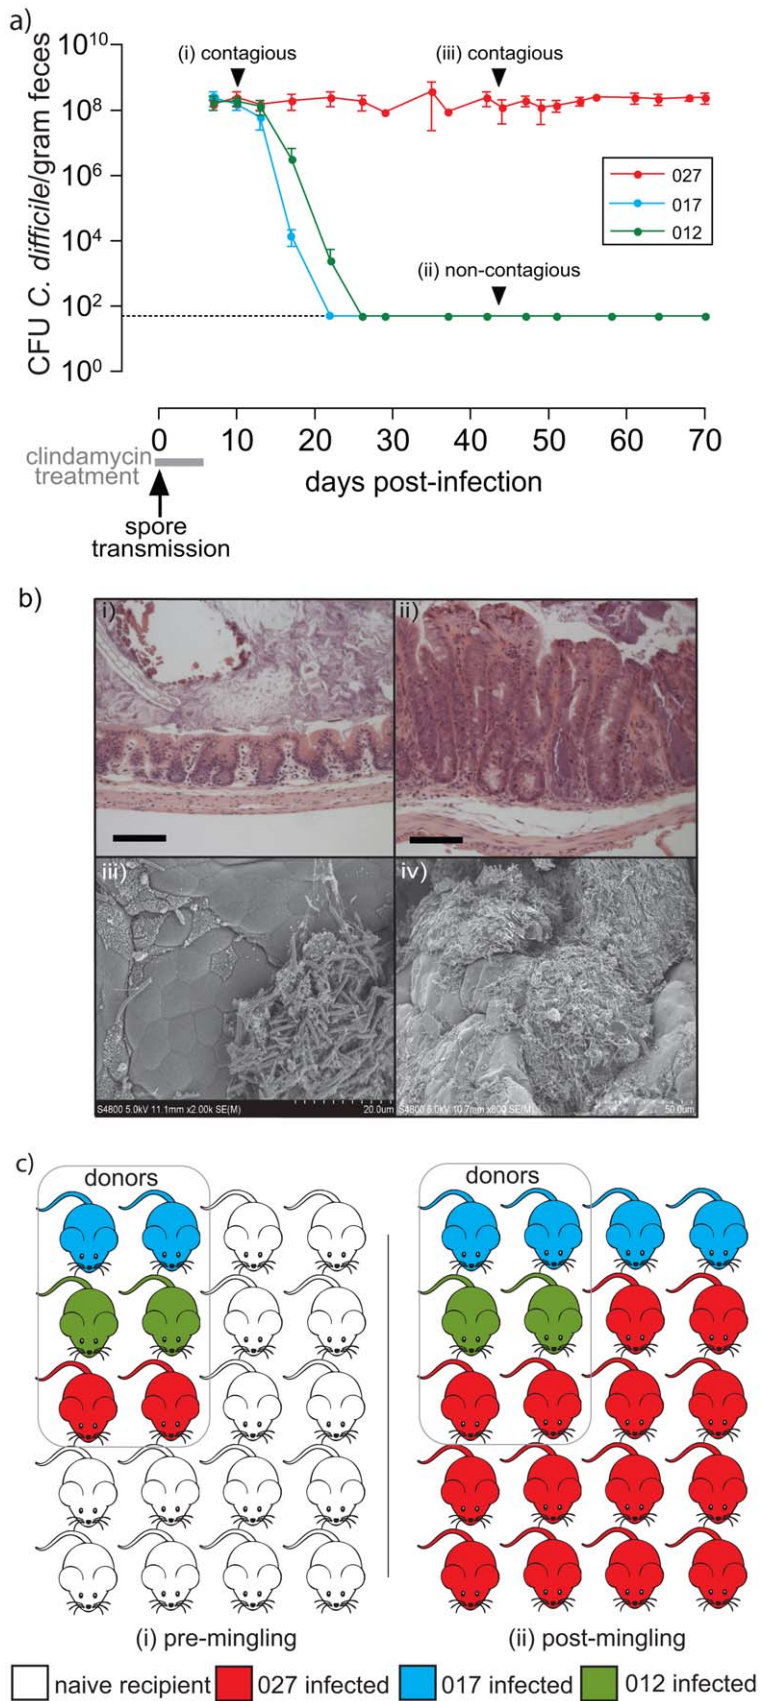 a)
CFU C. difficile/gram feces
10^10
10^8
10^6
10^4
10^2
10^0
(i) contagious
(iii) contagious
027
017
012
(ii) non-contagious
0 10 20 30 40 50 60 70
clindamycin
treatment
days post-infection
spore
transmission
b)
i)
ii)
iii)
iv)
S4800 5.0kV 11.1mm x2.00k SE(M)
20.0um
S4800 5.0kV 10.7mm x800 SE(M)
50.0um
c)
donors
donors
(i) pre-mingling
(ii) post-mingling
naive recipient
027 infected
017 infected
012 infected